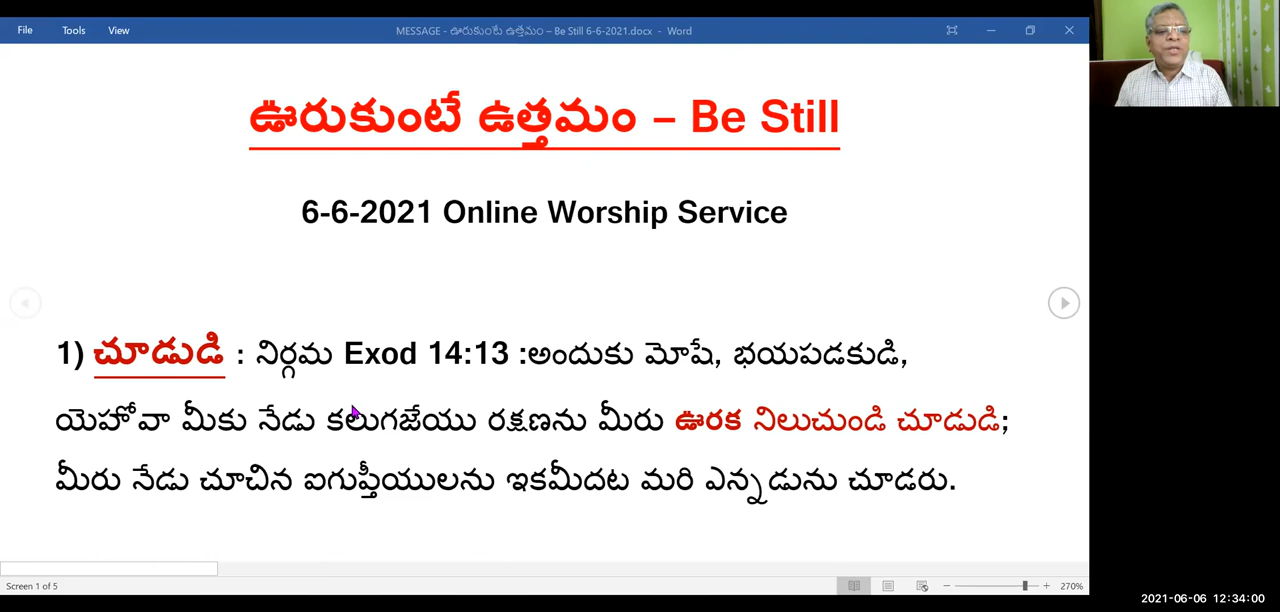 File Tools View MESSAGE - ఊరుకుంటే ఉత్తమం – Be Still 6-6-2021.docx - Word
ఊరుకుంటే ఉత్తమం – Be Still
6-6-2021 Online Worship Service
1) చూడుడి : నిర్గమ Exod 14:13 :అందుకు మోషే, భయపడకుడి,
యెహోవా మీకు నేడు కలుగజేయు రక్షణను మీరు ఊరక నిలుచుండి చూడుడి;
మీరు నేడు చూచిన ఐగుప్తీయులను ఇకమీదట మరి ఎన్నడును చూడరు.
Screen 1 of 5 270%
2021-06-06 12:34:00